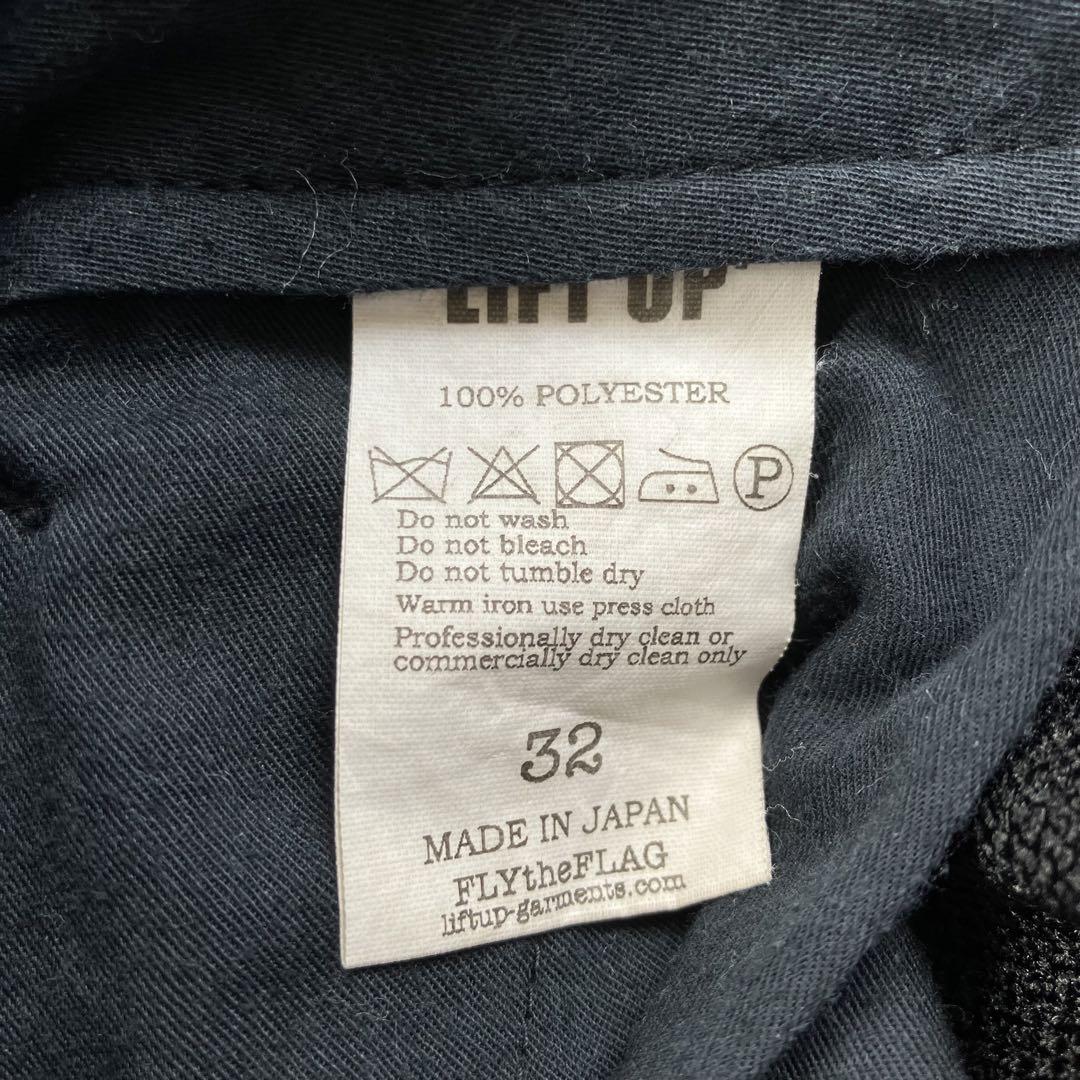 LIFT UP
100% POLYESTER
P
Do not wash
Do not bleach
Do not tumble dry
Warm iron use press cloth
Professionally dry clean or
commercially dry clean only
32
MADE IN JAPAN
FLYtheFLAG
liftup-garments.com